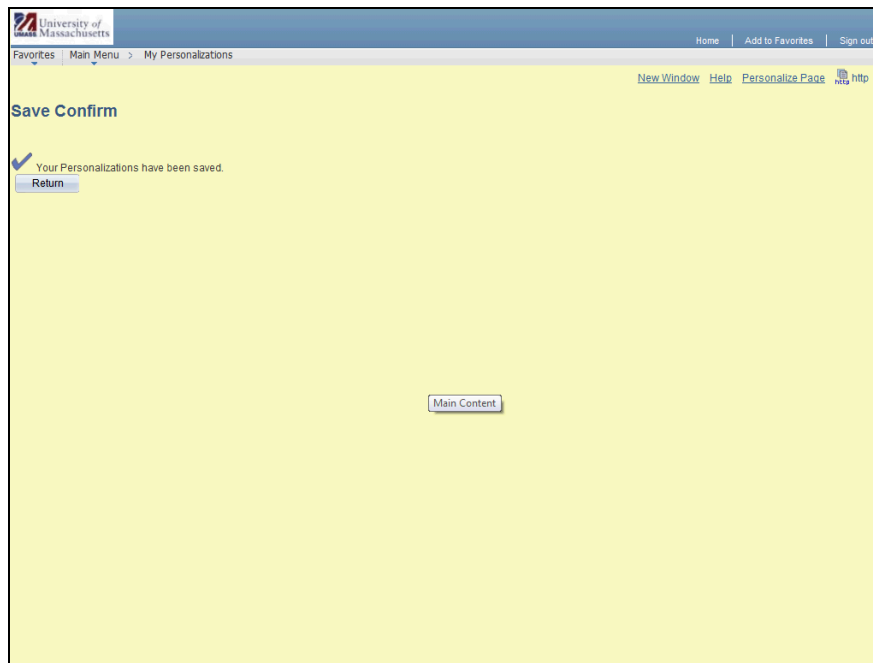 University of
UMASS Massachusetts
Home | Add to Favorites | Sign out
Favorites | Main Menu > My Personalizations
New Window Help Personalize Page http http
Save Confirm
Your Personalizations have been saved.
Return
Main Content